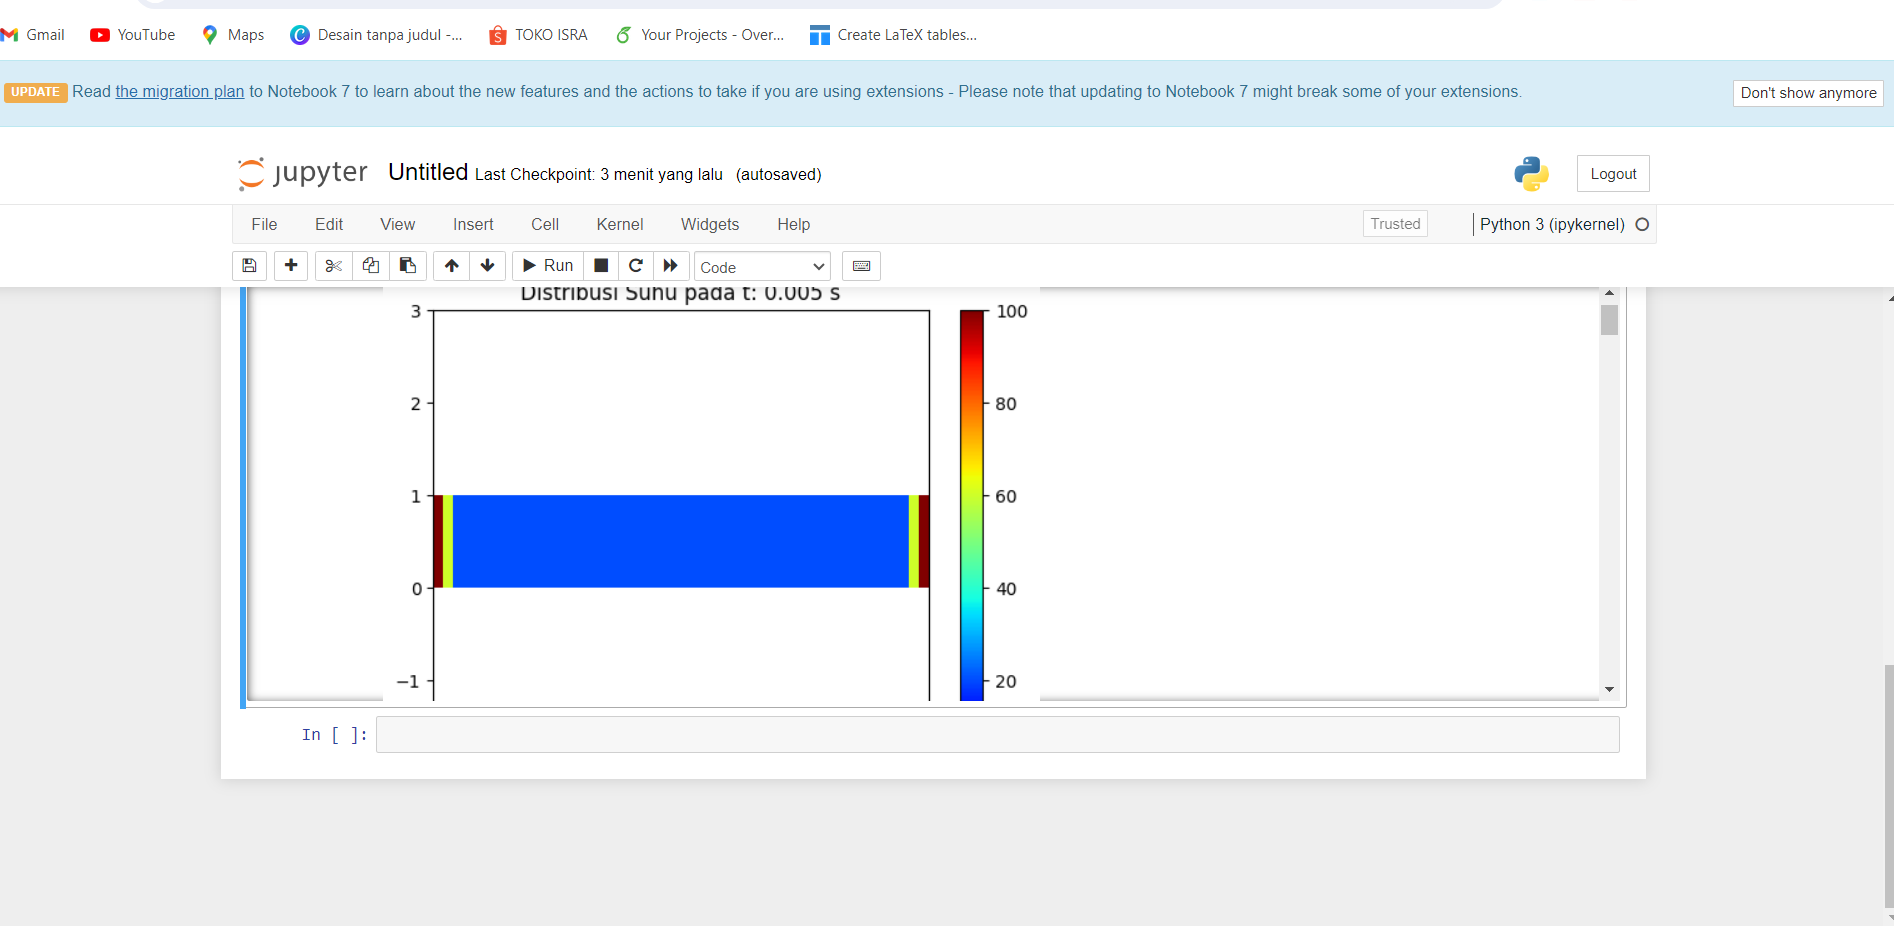 Gmail YouTube Maps Desain tanpa judul -... TOKO ISRA Your Projects - Over... Create LaTeX tables...
UPDATE Read the migration plan to Notebook 7 to learn about the new features and the actions to take if you are using extensions - Please note that updating to Notebook 7 might break some of your extensions. Don't show anymore
jupyter Untitled Last Checkpoint: 3 menit yang lalu (autosaved) Logout
File Edit View Insert Cell Kernel Widgets Help Trusted Python 3 (ipykernel)
Run Code
Distribusi Suhu pada t: 0.005 s
3 100
2 80
1 60
0 40
−1 20
In [ ]: